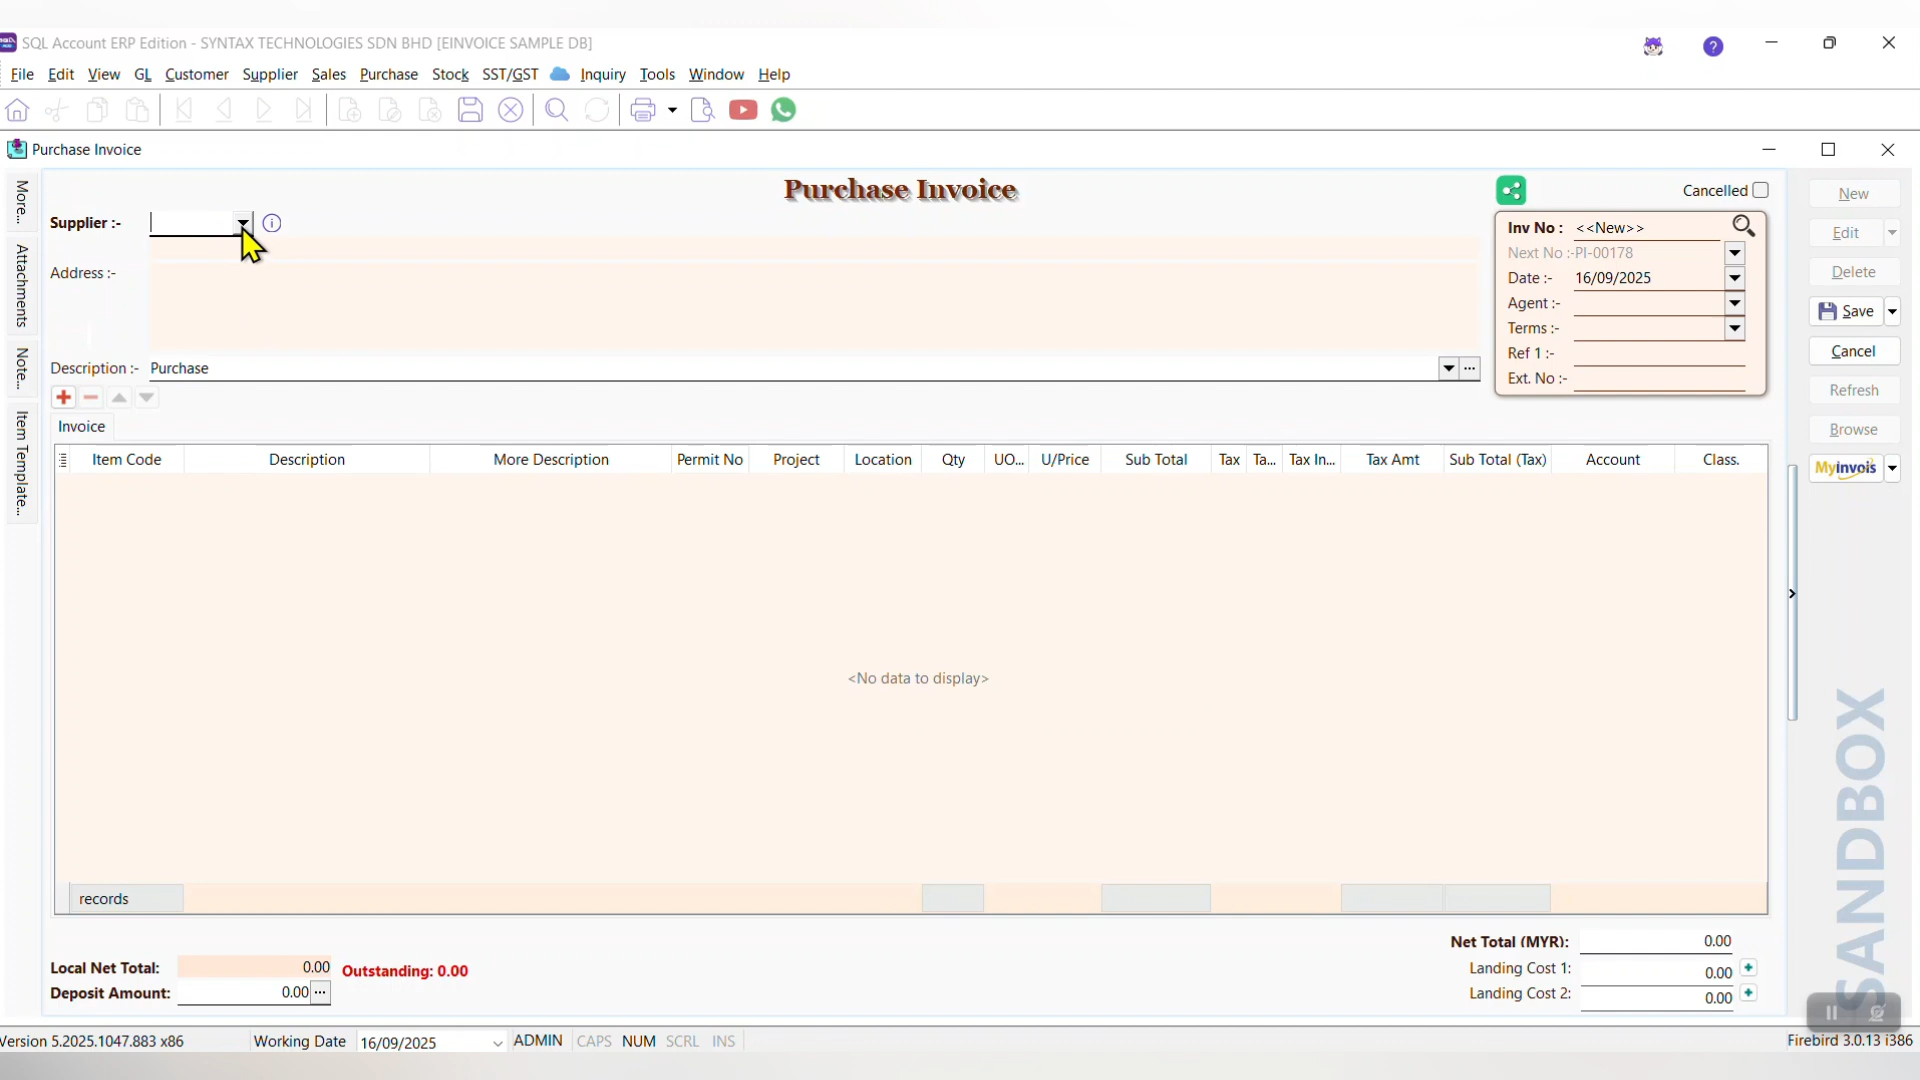 SQL Account ERP Edition - SYNTAX TECHNOLOGIES SDN BHD [EINVOICE SAMPLE DB]
File Edit View GL Customer Supplier Sales Purchase Stock SST/GST Inquiry Tools Window Help
Purchase Invoice
More...
Attachments
Note...
Item Template...
Purchase Invoice
Supplier :-
Address :-
Description :- Purchase
Cancelled
Inv No : <<New>>
Next No :-PI-00178
Date :- 16/09/2025
Agent :-
Terms :-
Ref 1 :-
Ext. No :-
New
Edit
Delete
Save
Cancel
Refresh
Browse
Myinvois
Invoice
Item Code Description More Description Permit No Project Location Qty UO... U/Price Sub Total Tax Ta... Tax In... Tax Amt Sub Total (Tax) Account Class.
<No data to display>
records
SANDBOX
Local Net Total: 0.00 Outstanding: 0.00
Deposit Amount: 0.00 ...
Net Total (MYR): 0.00
Landing Cost 1: 0.00
Landing Cost 2: 0.00
Version 5.2025.1047.883 x86 Working Date 16/09/2025 ADMIN CAPS NUM SCRL INS Firebird 3.0.13 i386